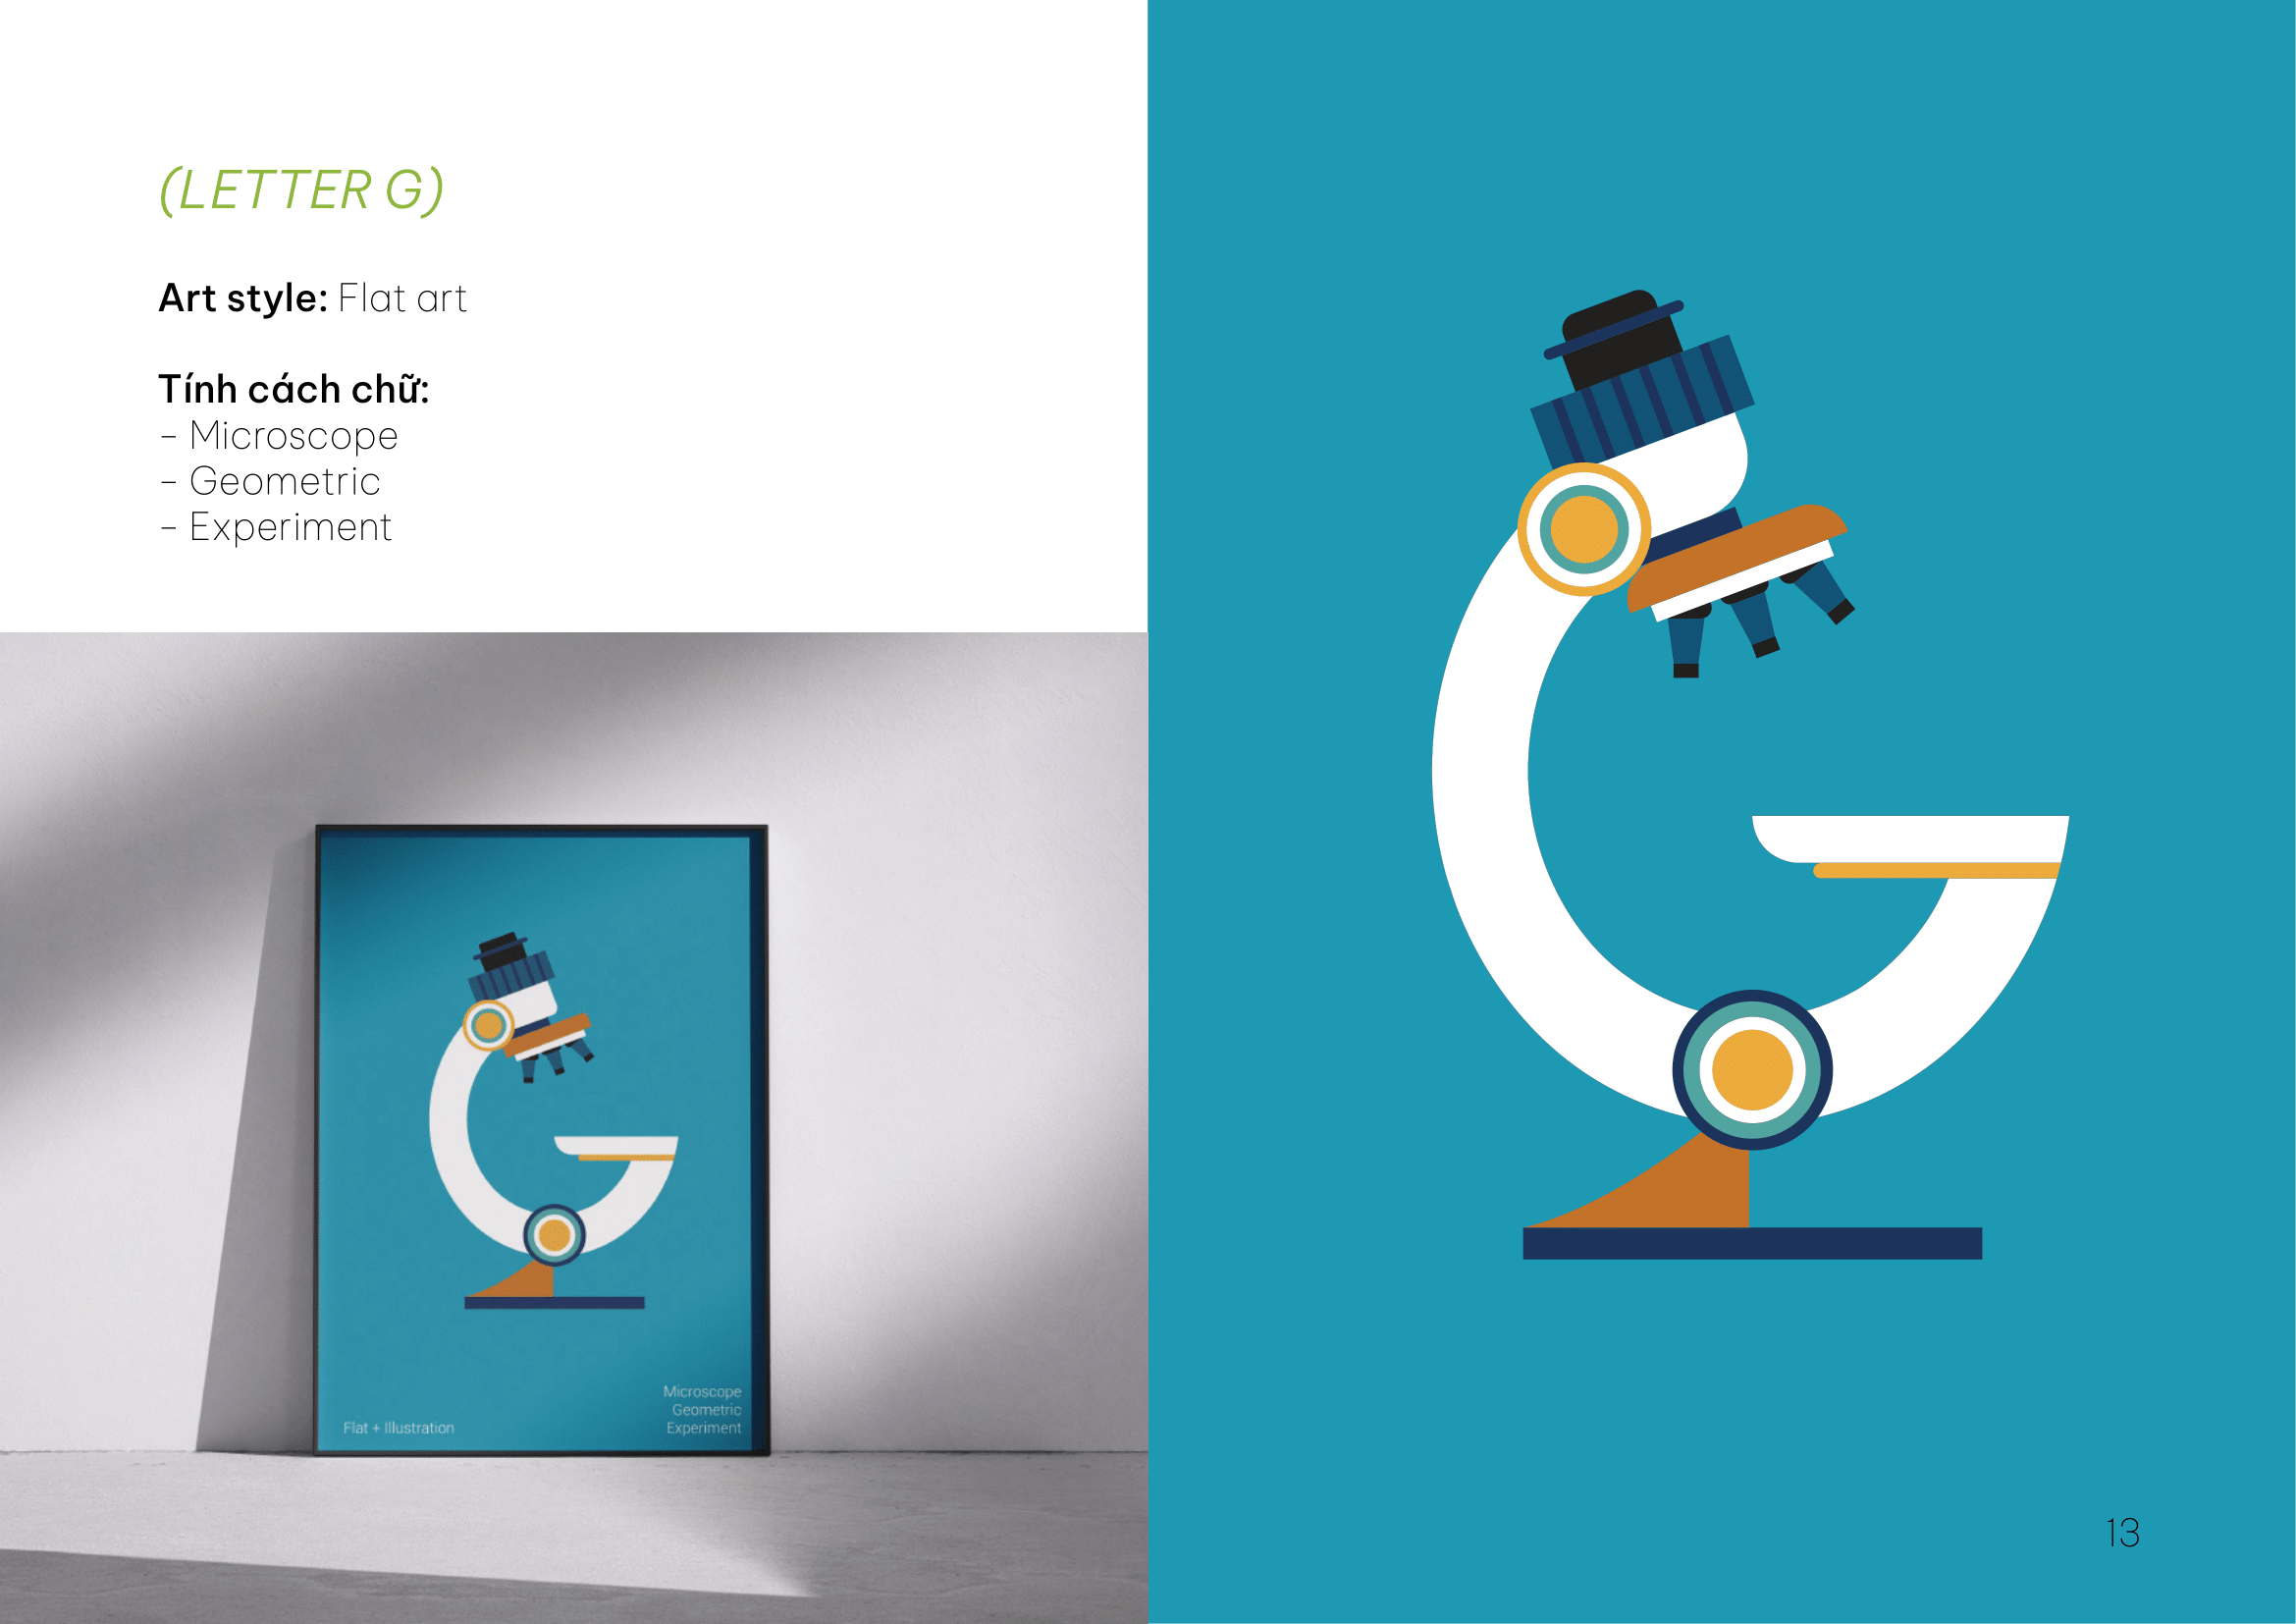 (LETTER G)
Art style: Flat art
Tính cách chữ:
– Microscope
– Geometric
– Experiment
Flat + Illustration
Microscope
Geometric
Experiment
13